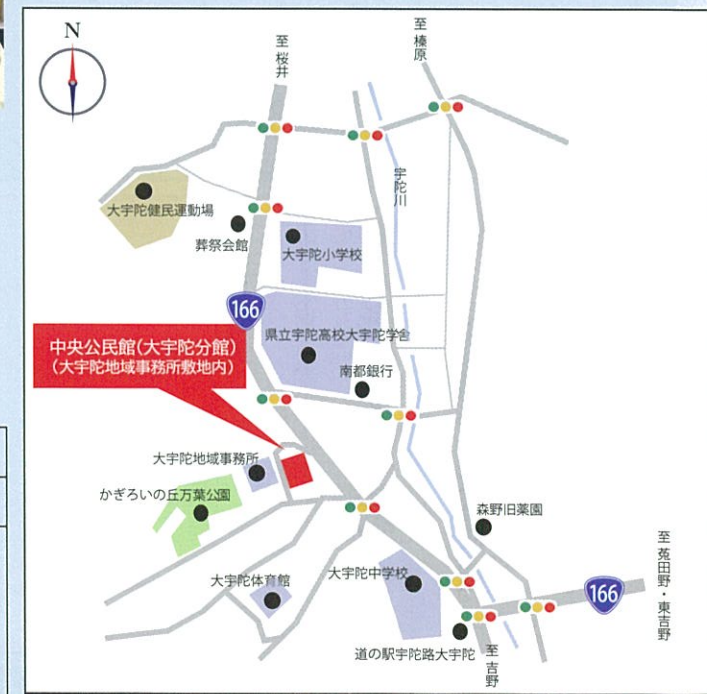 N
至 桜井
至 榛原
宇陀川
大宇陀健民運動場
葬祭会館
大宇陀小学校
166
県立宇陀高校大宇陀学舎
中央公民館(大宇陀分館)
(大宇陀地域事務所敷地内)
南都銀行
大宇陀地域事務所
かぎろいの丘万葉公園
森野旧薬園
大宇陀体育館
大宇陀中学校
166
至 菟田野・東吉野
道の駅宇陀路大宇陀
至 吉野